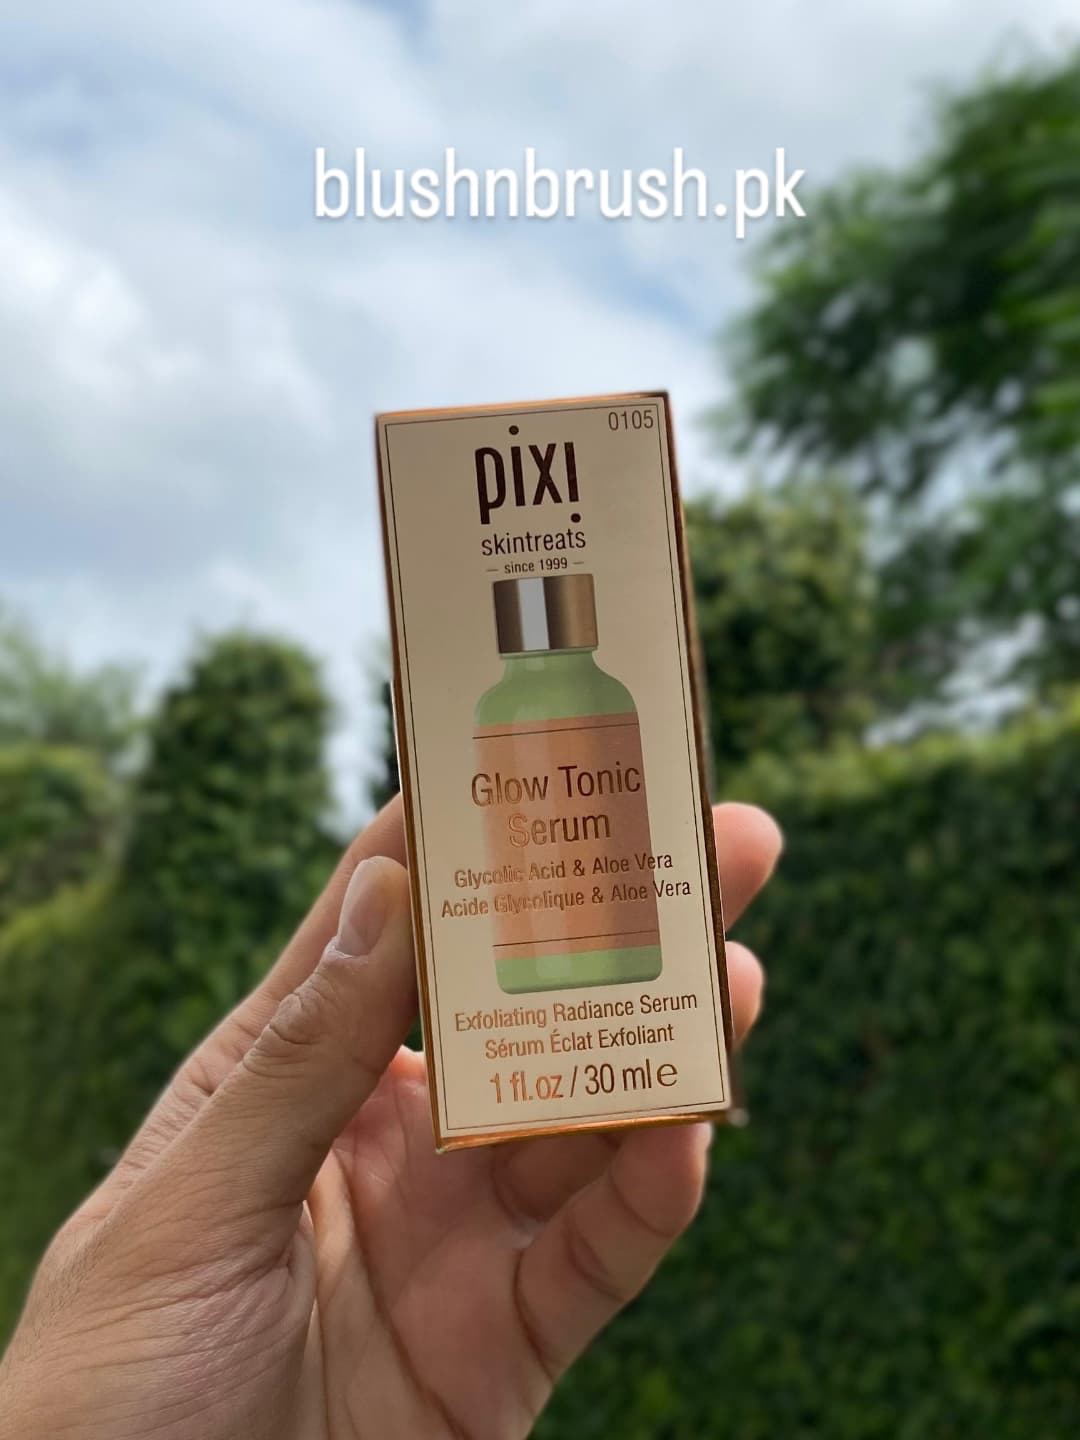 blushnbrush.pk
0105
pixi
skintreats
– since 1999 –
Glow Tonic
Serum
Glycolic Acid & Aloe Vera
Acide Glycolique & Aloe Vera
Exfoliating Radiance Serum
Sérum Éclat Exfoliant
1 fl.oz / 30 ml e